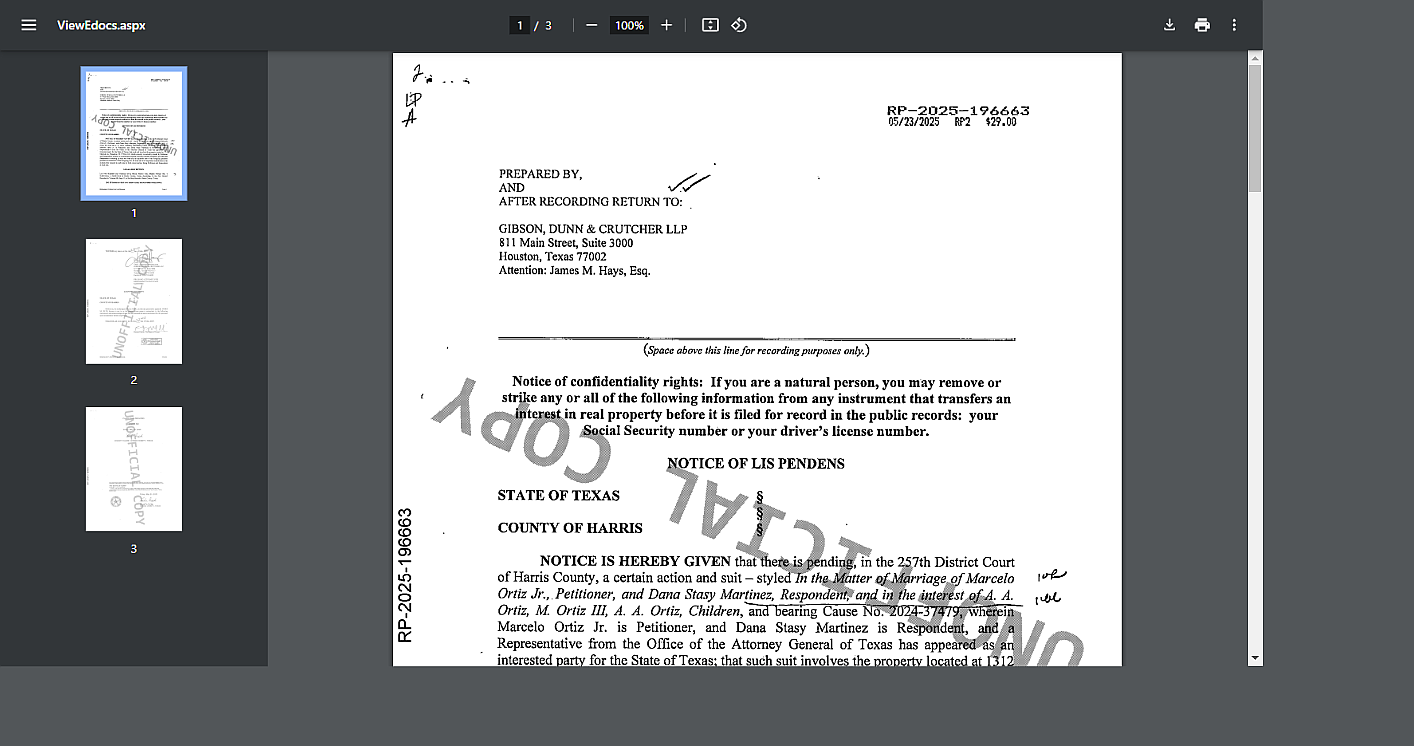 ViewEdocs.aspx
1 / 3
100%
1
2
3
LP
A
RP-2025-196663
05/23/2025 RP2 $29.00
PREPARED BY,
AND
AFTER RECORDING RETURN TO:
GIBSON, DUNN & CRUTCHER LLP
811 Main Street, Suite 3000
Houston, Texas 77002
Attention: James M. Hays, Esq.
(Space above this line for recording purposes only.)
Notice of confidentiality rights: If you are a natural person, you may remove or
strike any or all of the following information from any instrument that transfers an
interest in real property before it is filed for record in the public records: your
Social Security number or your driver's license number.
NOTICE OF LIS PENDENS
STATE OF TEXAS §
§
COUNTY OF HARRIS §
NOTICE IS HEREBY GIVEN that there is pending, in the 257th District Court
of Harris County, a certain action and suit – styled In the Matter of Marriage of Marcelo
Ortiz Jr., Petitioner, and Dana Stasy Martinez, Respondent, and in the interest of A. A.
Ortiz, M. Ortiz III, A. A. Ortiz, Children, and bearing Cause No. 2024-37479, wherein
Marcelo Ortiz Jr. is Petitioner, and Dana Stasy Martinez is Respondent, and a
Representative from the Office of the Attorney General of Texas has appeared as an
interested party for the State of Texas; that such suit involves the property located at 1312
RP-2025-196663
UNOFFICIAL COPY